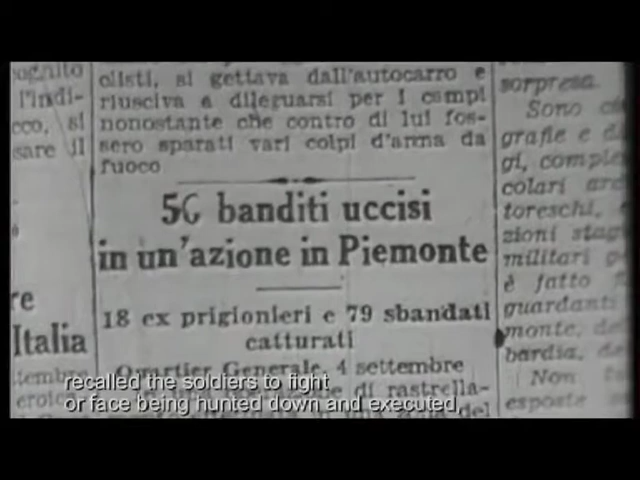 ognito
l'indi-
cco, si
sare il
re
Italia
olisti, si gettava dall'autocarro e
riusciva a dileguarsi per i campi
nonostante che contro di lui fos-
sero sparati vari colpi d'arma da
fuoco
56 banditi uccisi
in un'azione in Piemonte
18 ex prigionieri e 79 sbandati
catturati
Quartier Generale, 4 settembre
di rastrella-
sorpresa.
Sono
grafie e
gi, comple
colari
toreschi,
zioni stag
militari
è fatto
guardanti
monte, de
bardia, de
Non
esposte
recalled the soldiers to fight
or face being hunted down and executed,